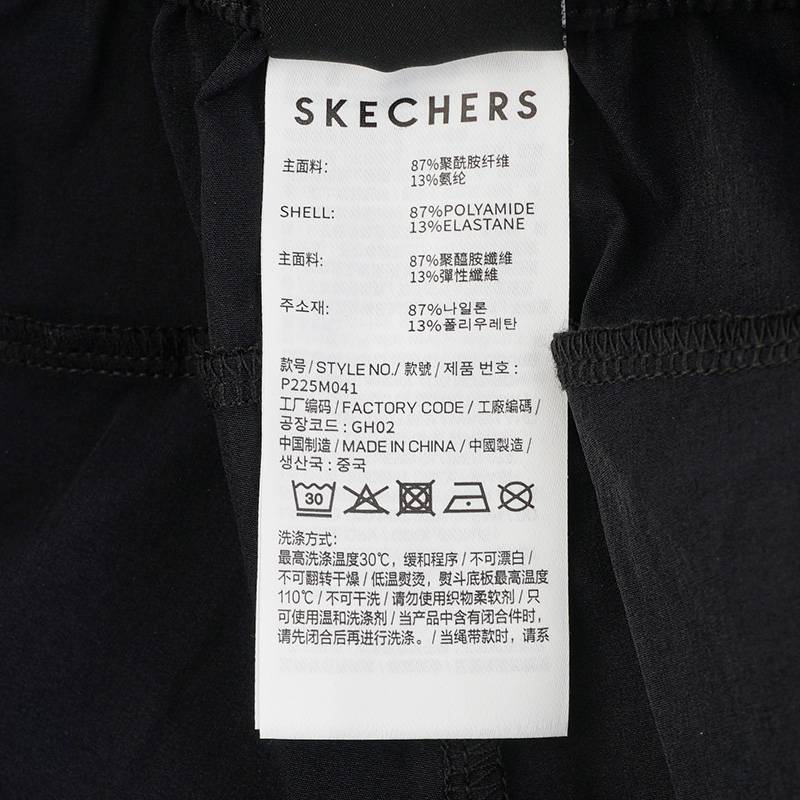 SKECHERS
主面料: 87%聚酰胺纤维
13%氨纶
SHELL: 87%POLYAMIDE
13%ELASTANE
主面料: 87%聚醯胺纖維
13%彈性纖維
주소재: 87%나일론
13%폴리우레탄
款号/STYLE NO./款號/제품 번호:
P225M041
工厂编码/FACTORY CODE/工廠編碼/
공장코드:GH02
中国制造/MADE IN CHINA/中國製造/
생산국:중국
30
洗涤方式:
最高洗涤温度30℃，缓和程序/不可漂白/
不可翻转干燥/低温熨烫，熨斗底板最高温度
110℃/不可干洗/请勿使用织物柔软剂/只
可使用温和洗涤剂/当产品中含有闭合件时，
请先闭合后再进行洗涤。/当绳带款时，请系